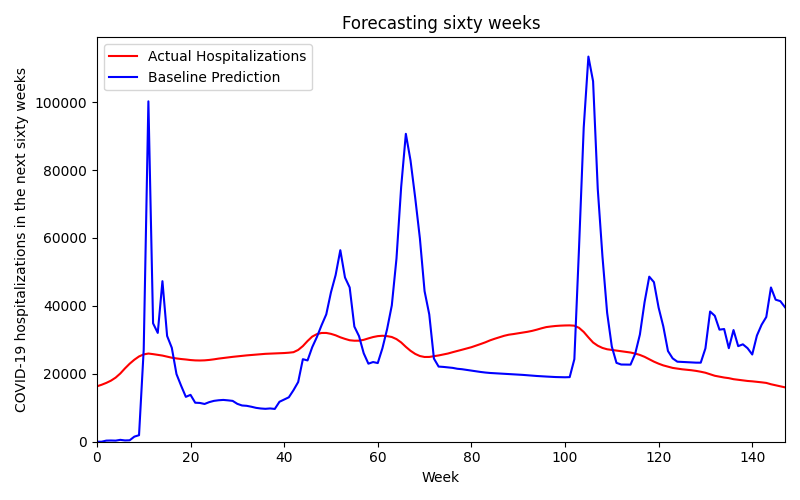 Forecasting sixty weeks
Actual Hospitalizations
Baseline Prediction
COVID-19 hospitalizations in the next sixty weeks
100000
80000
60000
40000
20000
0
0 20 40 60 80 100 120 140
Week